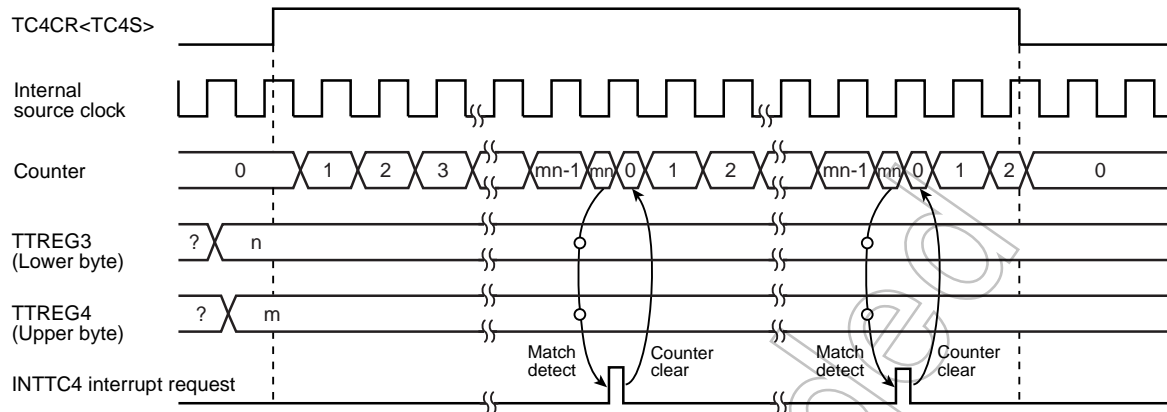 TC4CR<TC4S>
Internal
source clock
Counter
0 1 2 3 mn-1 mn 0 1 2 mn-1 mn 0 1 2 0
TTREG3
(Lower byte)
? n
TTREG4
(Upper byte)
? m
Match
detect
Counter
clear
Match
detect
Counter
clear
INTTC4 interrupt request